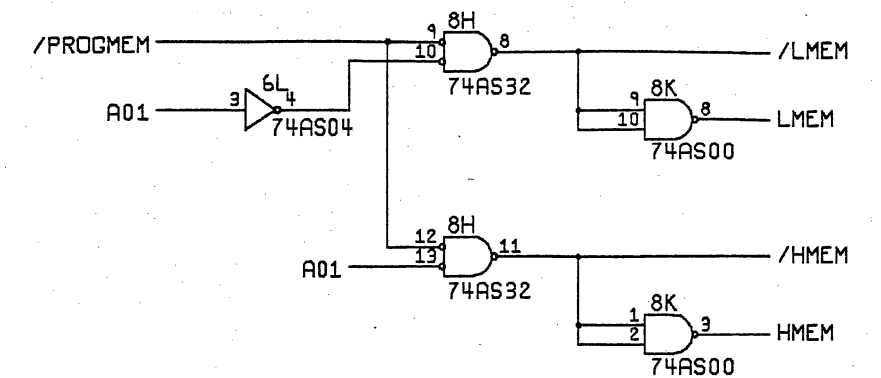 8H
/PROGMEM 9 8 /LMEM
10
74AS32
6L
A01 3 4
74AS04
8K
9 8 LMEM
10
74AS00
8H
12 11 /HMEM
A01 13
74AS32
8K
1 3 HMEM
2
74AS00